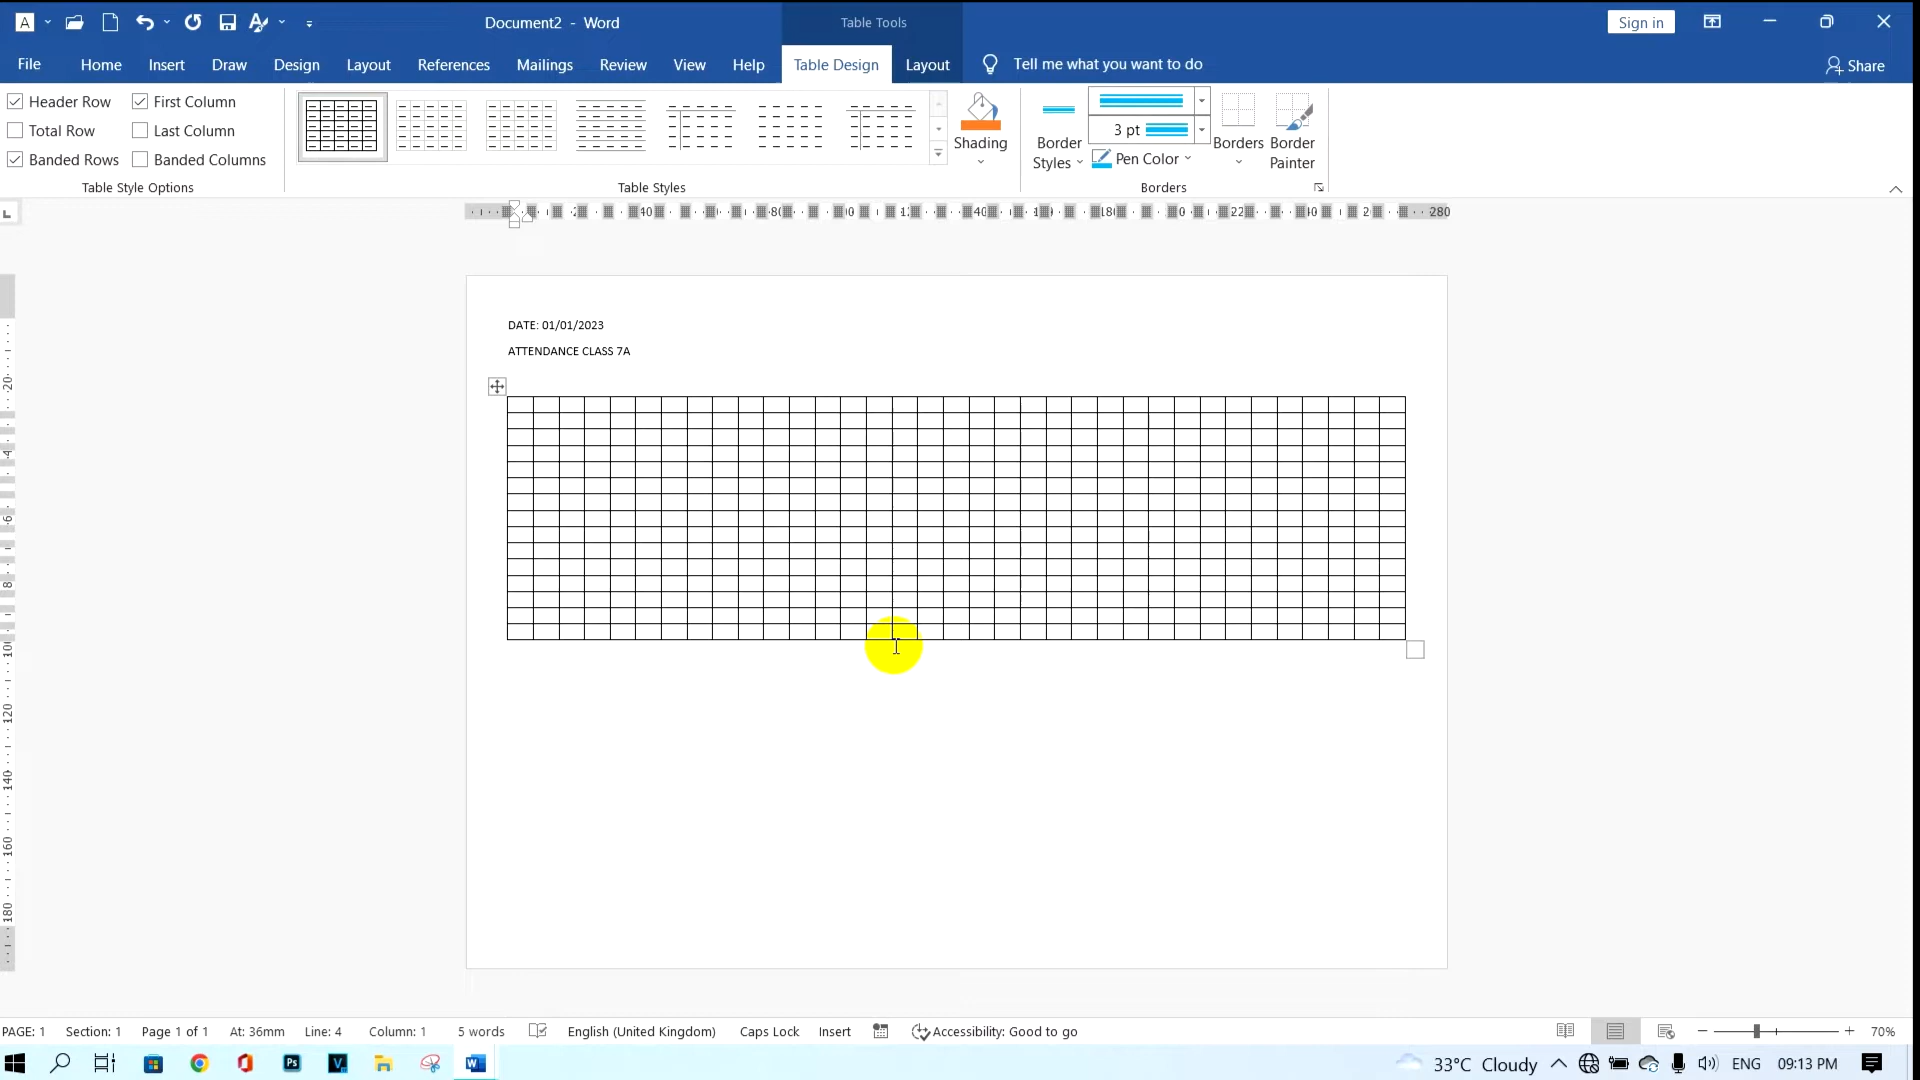 Document2 - Word
Table Tools
Sign in
File
Home
Insert
Draw
Design
Layout
References
Mailings
Review
View
Help
Table Design
Layout
Tell me what you want to do
Share
Header Row
First Column
Total Row
Last Column
Banded Rows
Banded Columns
Table Style Options
Table Styles
Shading
Border
Styles
3 pt
Pen Color
Borders
Border
Painter
Borders
280
DATE: 01/01/2023
ATTENDANCE CLASS 7A
PAGE: 1
Section: 1
Page 1 of 1
At: 36mm
Line: 4
Column: 1
5 words
English (United Kingdom)
Caps Lock
Insert
Accessibility: Good to go
70%
33°C Cloudy
ENG
09:13 PM